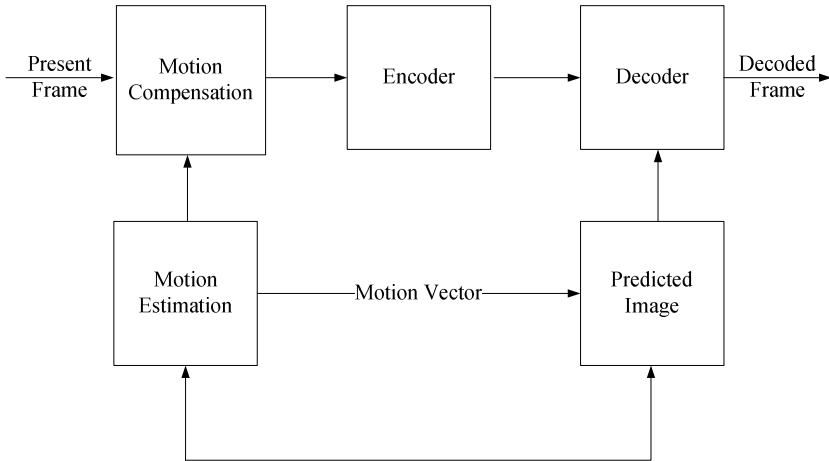 Present
Frame
Motion
Compensation
Encoder
Decoder
Decoded
Frame
Motion
Estimation
Motion Vector
Predicted
Image